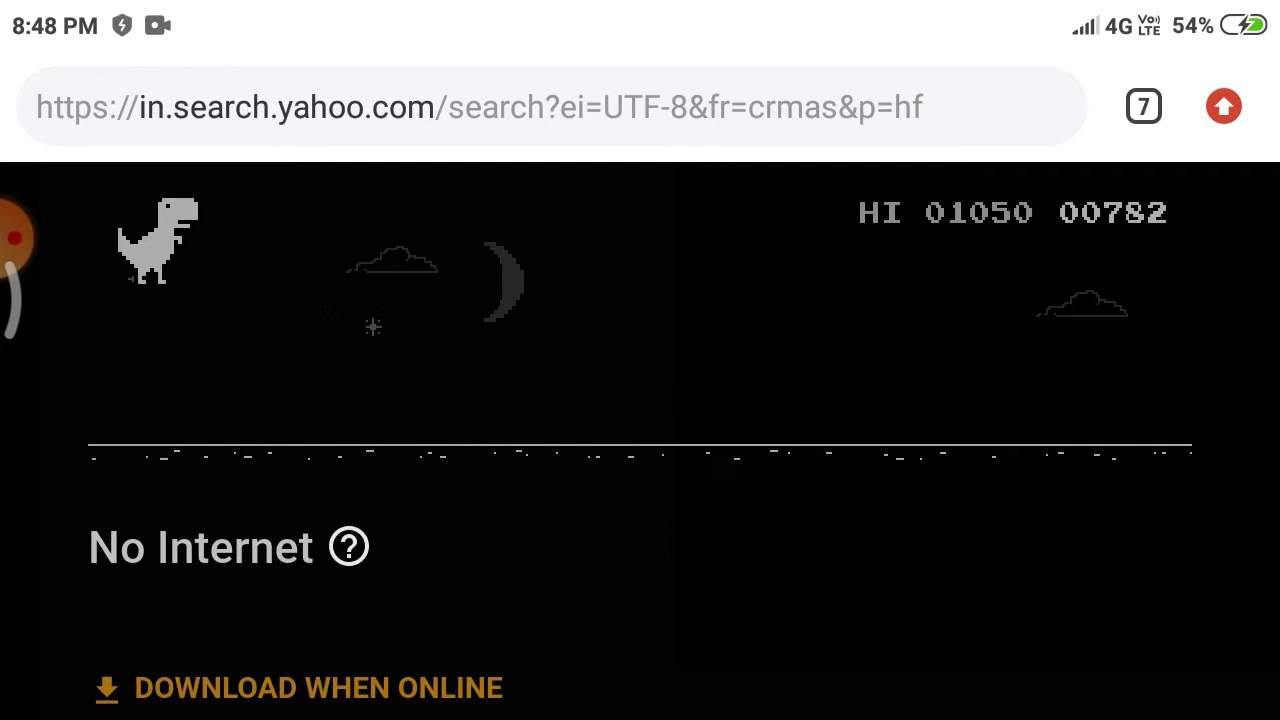 8:48 PM 4G Vo) LTE 54%
https://in.search.yahoo.com/search?ei=UTF-8&fr=crmas&p=hf 7
HI 01050 00782
No Internet ?
DOWNLOAD WHEN ONLINE